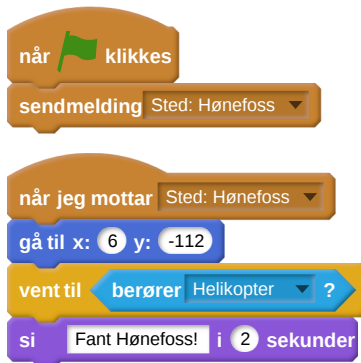 når klikkes
sendmelding Sted: Hønefoss
når jeg mottar Sted: Hønefoss
gå til x: 6 y: -112
vent til berører Helikopter ?
si Fant Hønefoss! i 2 sekunder